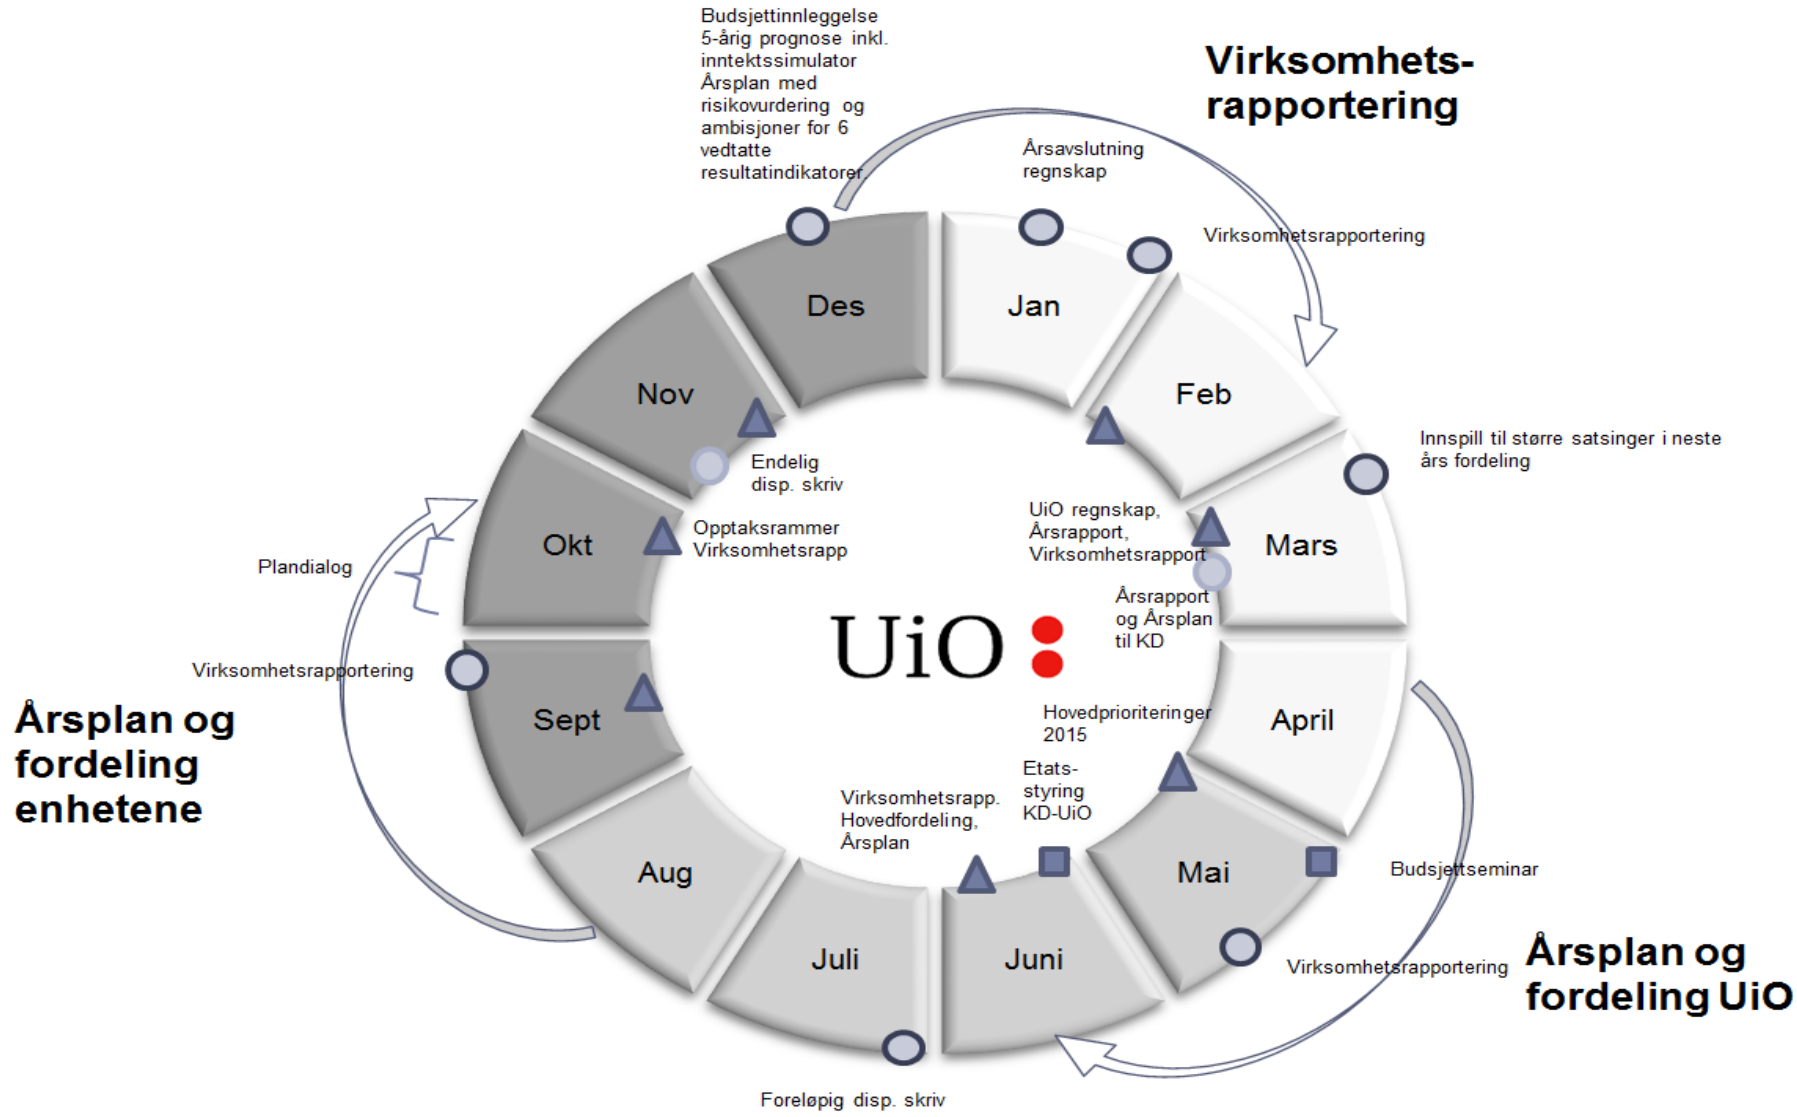 Budsjettinnleggelse
5-årig prognose inkl.
inntektssimulator
Årsplan med
risikovurdering og
ambisjoner for 6
vedtatte
resultatindikatorer.
Virksomhets-
rapportering
Årsavslutning
regnskap
Virksomhetsrapportering
Des
Jan
Nov
Feb
Innspill til større satsinger i neste
års fordeling
Endelig
disp. skriv
Opptaksrammer
Virksomhetsrapp
UiO regnskap,
Årsrapport,
Virksomhetsrapport
Okt
Mars
Plandialog
Årsrapport
og Årsplan
til KD
UiO
Virksomhetsrapportering
Årsplan og
fordeling
enhetene
Sept
April
Hovedprioriteringer
2015
Etats-
styring
KD-UiO
Virksomhetsrapp.
Hovedfordeling,
Årsplan
Aug
Mai
Budsjettseminar
Juli
Juni
Virksomhetsrapportering
Årsplan og
fordeling UiO
Foreløpig disp. skriv